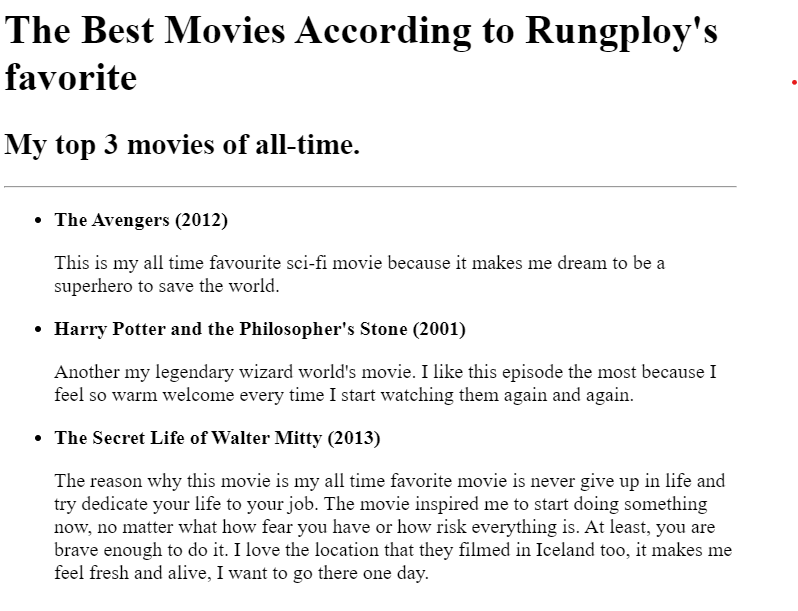 The Best Movies According to Rungploy's
favorite
My top 3 movies of all-time.
The Avengers (2012)
This is my all time favourite sci-fi movie because it makes me dream to be a
superhero to save the world.
Harry Potter and the Philosopher's Stone (2001)
Another my legendary wizard world's movie. I like this episode the most because I
feel so warm welcome every time I start watching them again and again.
The Secret Life of Walter Mitty (2013)
The reason why this movie is my all time favorite movie is never give up in life and
try dedicate your life to your job. The movie inspired me to start doing something
now, no matter what how fear you have or how risk everything is. At least, you are
brave enough to do it. I love the location that they filmed in Iceland too, it makes me
feel fresh and alive, I want to go there one day.